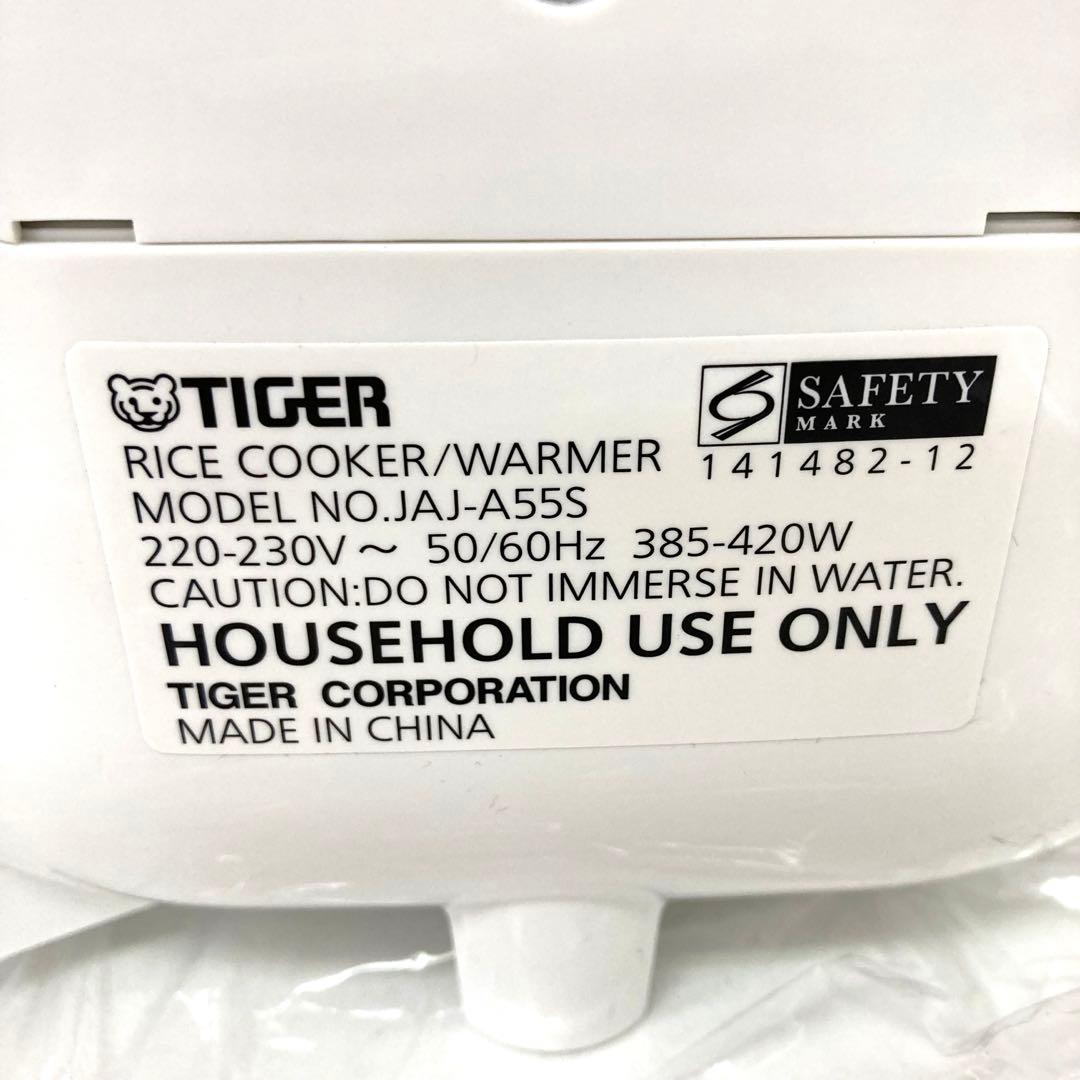 TIGER
SAFETY
MARK
141482-12
RICE COOKER/WARMER
MODEL NO.JAJ-A55S
220-230V～ 50/60Hz 385-420W
CAUTION:DO NOT IMMERSE IN WATER.
HOUSEHOLD USE ONLY
TIGER CORPORATION
MADE IN CHINA